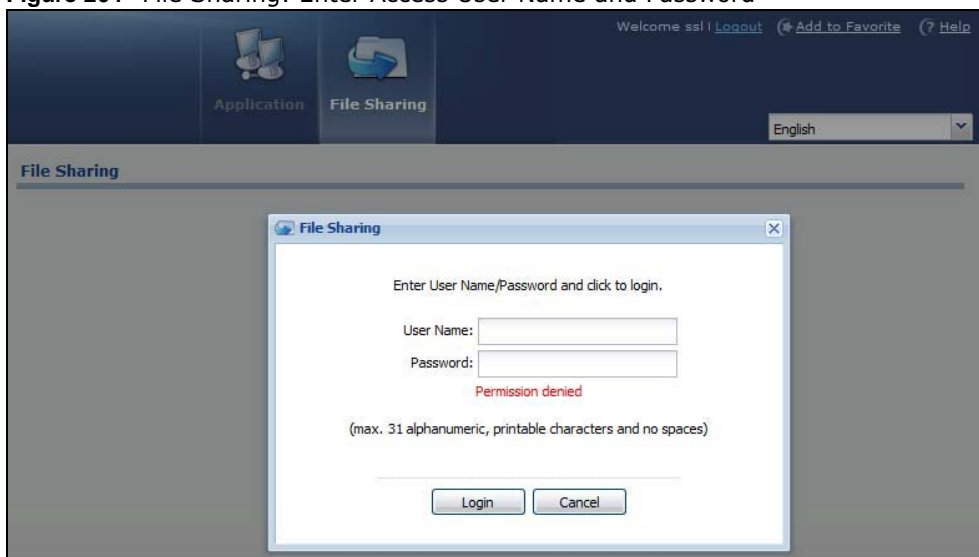 File Sharing: Enter Access User Name and Password
Welcome ssl | Logout Add to Favorite (? Help
Application
File Sharing
English
File Sharing
File Sharing
Enter User Name/Password and click to login.
User Name:
Password:
Permission denied
(max. 31 alphanumeric, printable characters and no spaces)
Login Cancel